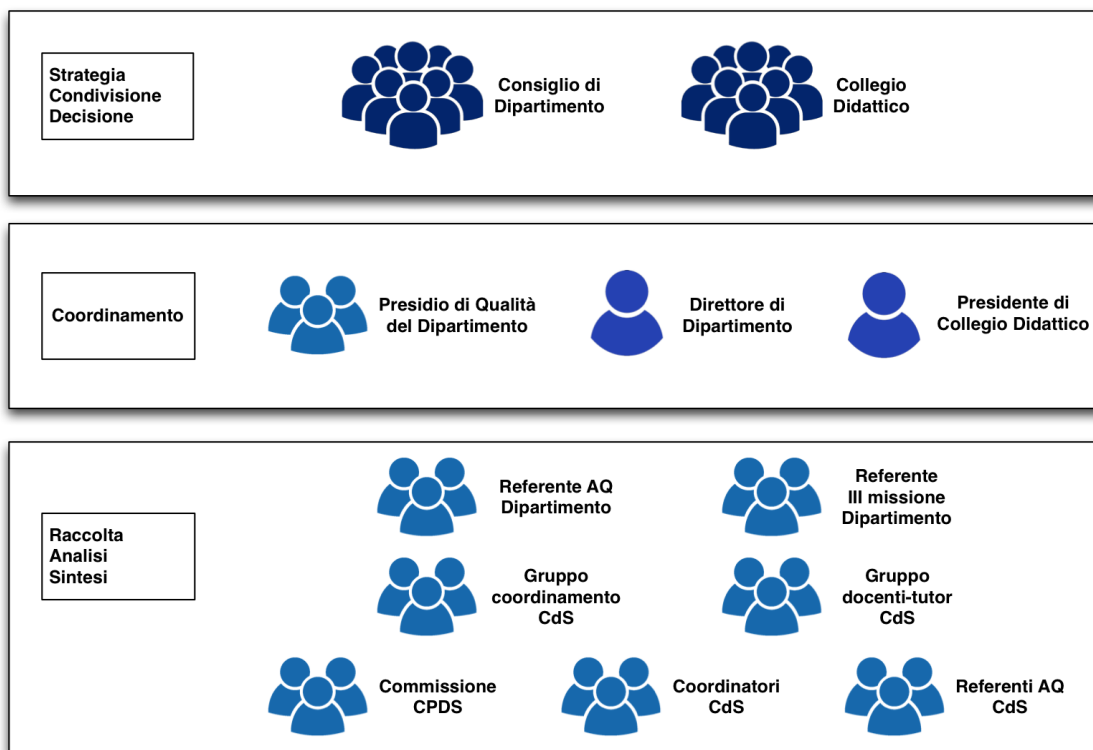 Strategia
Condivisione
Decisione
Consiglio di
Dipartimento
Collegio
Didattico
Coordinamento
Presidio di Qualità
del Dipartimento
Direttore di
Dipartimento
Presidente di
Collegio Didattico
Raccolta
Analisi
Sintesi
Referente AQ
Dipartimento
Referente
III missione
Dipartimento
Gruppo
coordinamento
CdS
Gruppo
docenti-tutor
CdS
Commissione
CPDS
Coordinatori
CdS
Referenti AQ
CdS